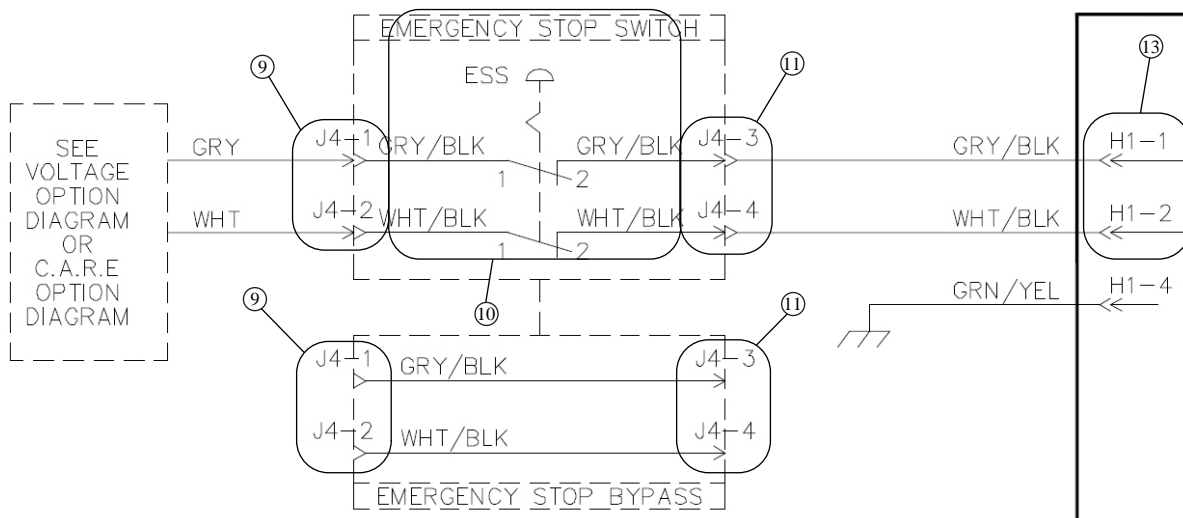 EMERGENCY STOP SWITCH
ESS
9
11
13
SEE
VOLTAGE
OPTION
DIAGRAM
OR
C.A.R.E
OPTION
DIAGRAM
GRY
J4-1
GRY/BLK
GRY/BLK
J4-3
GRY/BLK
H1-1
1
2
WHT
J4-2
WHT/BLK
WHT/BLK
J4-4
WHT/BLK
H1-2
1
2
9
10
11
GRN/YEL
H1-4
J4-1
GRY/BLK
J4-3
J4-2
WHT/BLK
J4-4
EMERGENCY STOP BYPASS